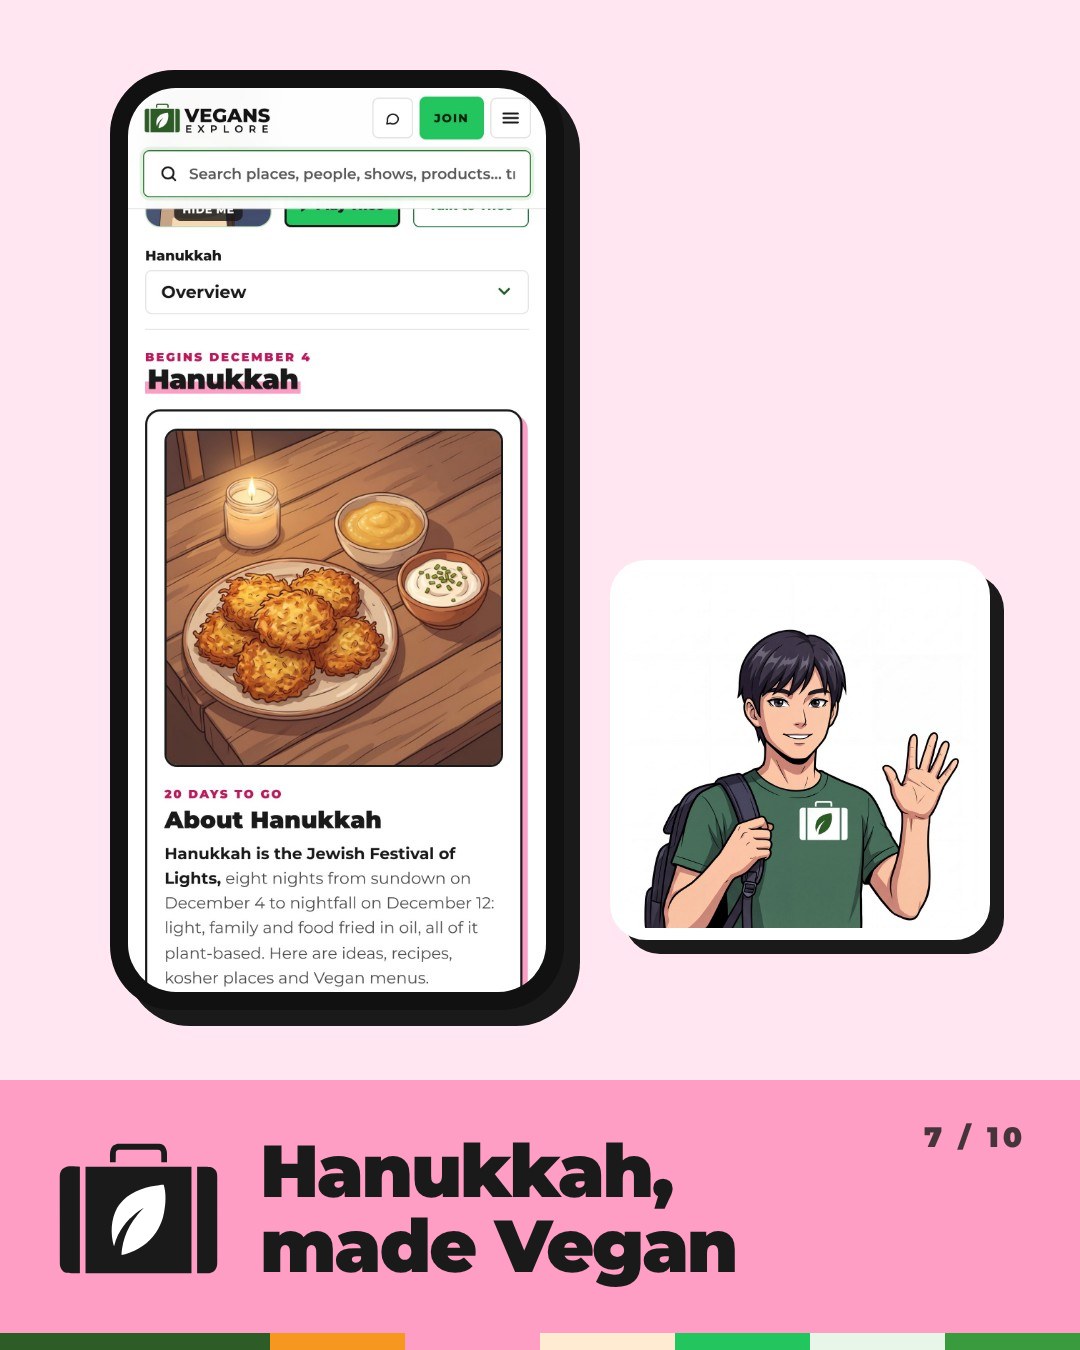 VEGANS
EXPLORE
JOIN
Search places, people, shows, products...
HIDE ME
Hanukkah
Overview
BEGINS DECEMBER 4
Hanukkah
20 DAYS TO GO
About Hanukkah
Hanukkah is the Jewish Festival of
Lights, eight nights from sundown on
December 4 to nightfall on December 12:
light, family and food fried in oil, all of it
plant-based. Here are ideas, recipes,
kosher places and Vegan menus.
7 / 10
Hanukkah,
made Vegan